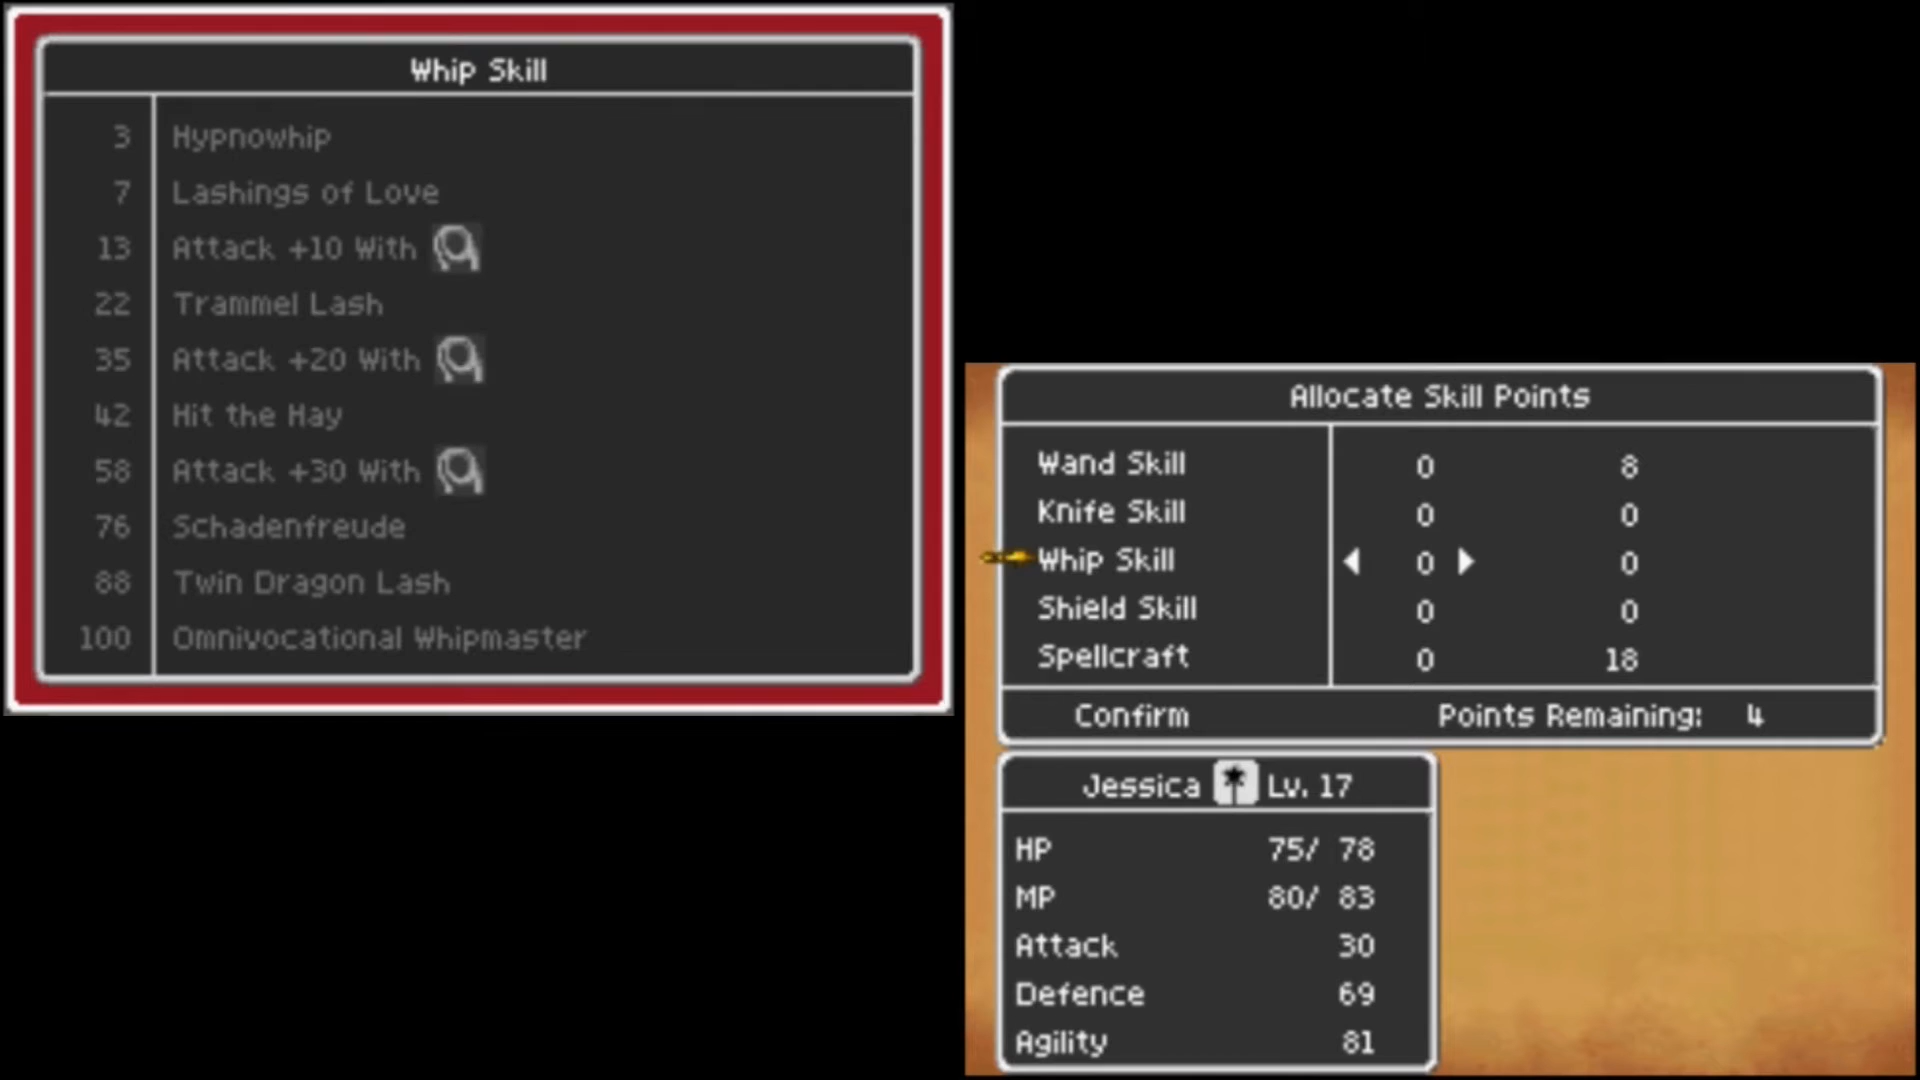 Whip Skill
3 Hypnowhip
7 Lashings of Love
13 Attack +10 With
22 Trammel Lash
35 Attack +20 With
42 Hit the Hay
58 Attack +30 With
76 Schadenfreude
88 Twin Dragon Lash
100 Omnivocational Whipmaster
Allocate Skill Points
Wand Skill 0 8
Knife Skill 0 0
Whip Skill 0 0
Shield Skill 0 0
Spellcraft 0 18
Confirm Points Remaining: 4
Jessica Lv. 17
HP 75/ 78
MP 80/ 83
Attack 30
Defence 69
Agility 81